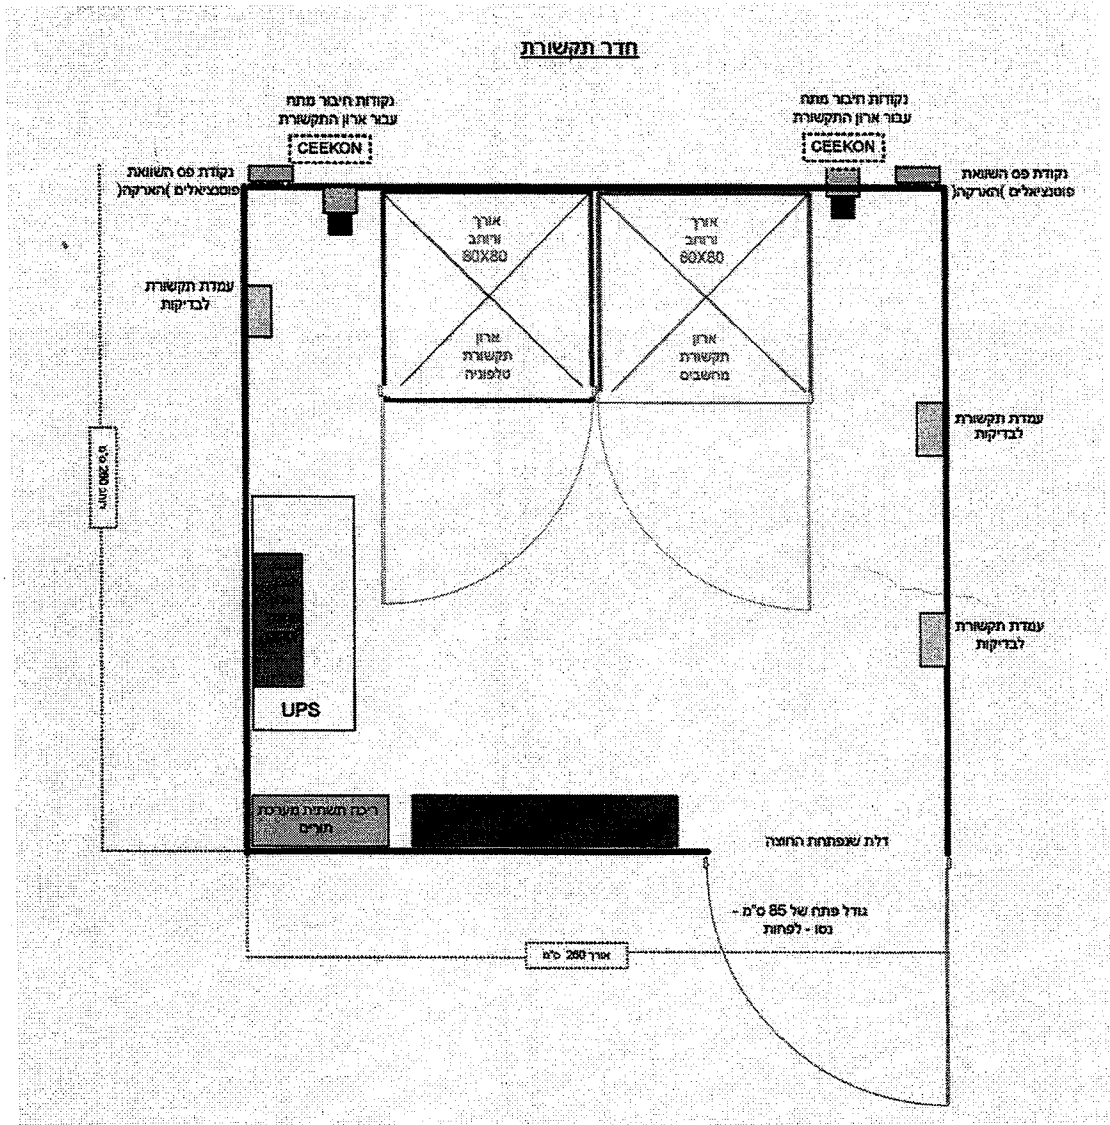 חדר תקשורת
נקודות חיבור מתח
עבור ארון התקשורת
CEEKON
נקודות חיבור מתח
עבור ארון התקשורת
CEEKON
נקודת פס השוואת
פוטנציאלים )הארקה(
נקודת פס השוואת
פוטנציאלים )הארקה(
אורך
ורוחב
80X80
אורך
ורוחב
80X80
עמדת תקשורת
לבדיקות
ארון
תקשורת
מחשבים
ארון
תקשורת
טלפוניה
עמדת תקשורת
לבדיקות
רוחב 260 ס"מ
עמדת תקשורת
לבדיקות
UPS
ריכה תשתית מערכת
תורים
דלת שנפתחת החוצה
גודל פתח של 85 ס"מ -
נטו - לפחות
אורך 260 ס"מ